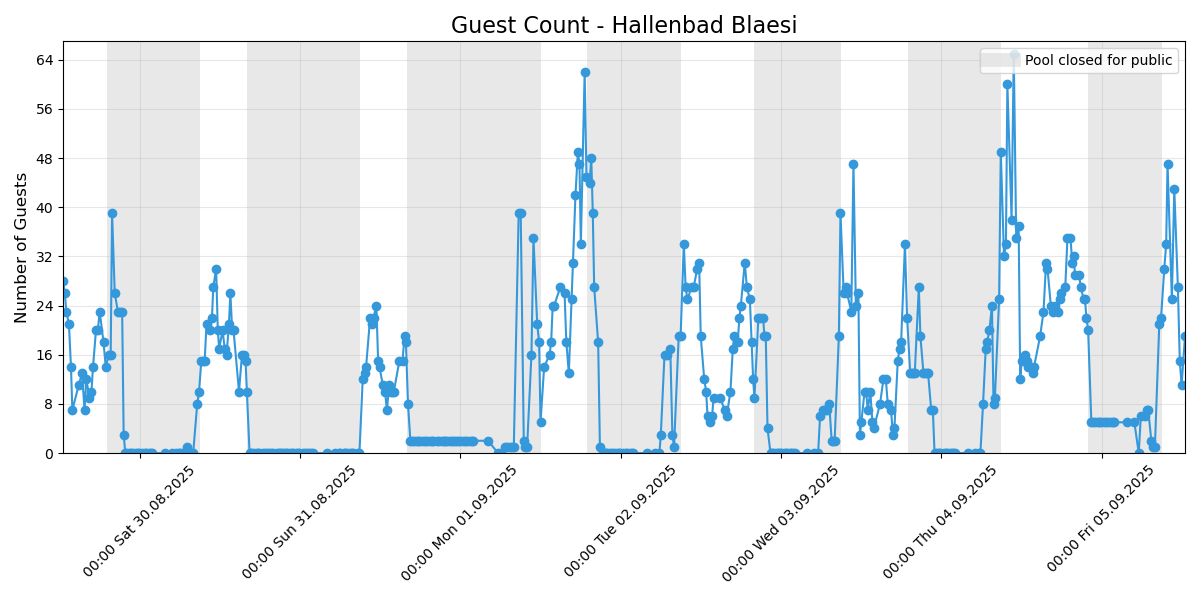 Guest Count - Hallenbad Blaesi
Pool closed for public
Number of Guests
64
56
48
40
32
24
16
8
0
00:00 Sat 30.08.2025
00:00 Sun 31.08.2025
00:00 Mon 01.09.2025
00:00 Tue 02.09.2025
00:00 Wed 03.09.2025
00:00 Thu 04.09.2025
00:00 Fri 05.09.2025